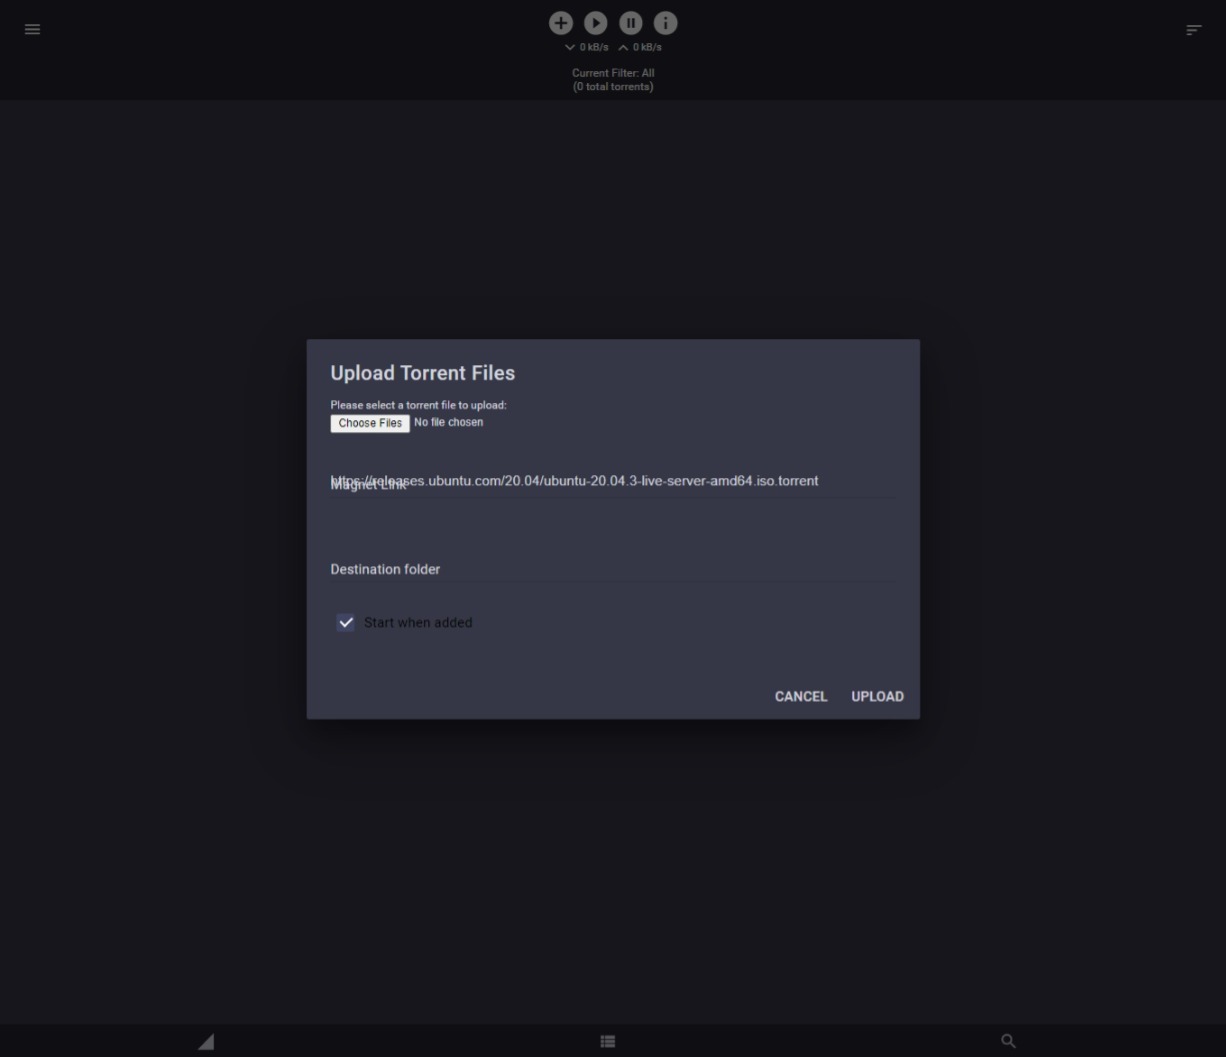 0 kB/s 0 kB/s
Current Filter: All
(0 total torrents)
Upload Torrent Files
Please select a torrent file to upload:
Choose Files No file chosen
https://releases.ubuntu.com/20.04/ubuntu-20.04.3-live-server-amd64.iso.torrent
Magnet Link
Destination folder
Start when added
CANCEL UPLOAD